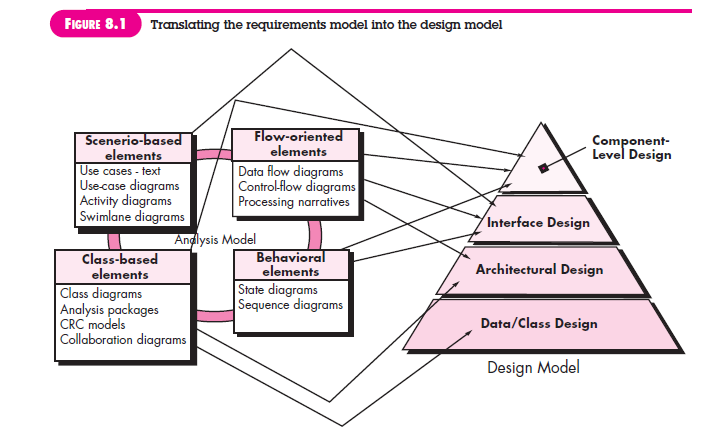 FIGURE 8.1 Translating the requirements model into the design model
Scenerio-based
elements
Use cases - text
Use-case diagrams
Activity diagrams
Swimlane diagrams
Flow-oriented
elements
Data flow diagrams
Control-flow diagrams
Processing narratives
Analysis Model
Class-based
elements
Class diagrams
Analysis packages
CRC models
Collaboration diagrams
Behavioral
elements
State diagrams
Sequence diagrams
Component-
Level Design
Interface Design
Architectural Design
Data/Class Design
Design Model